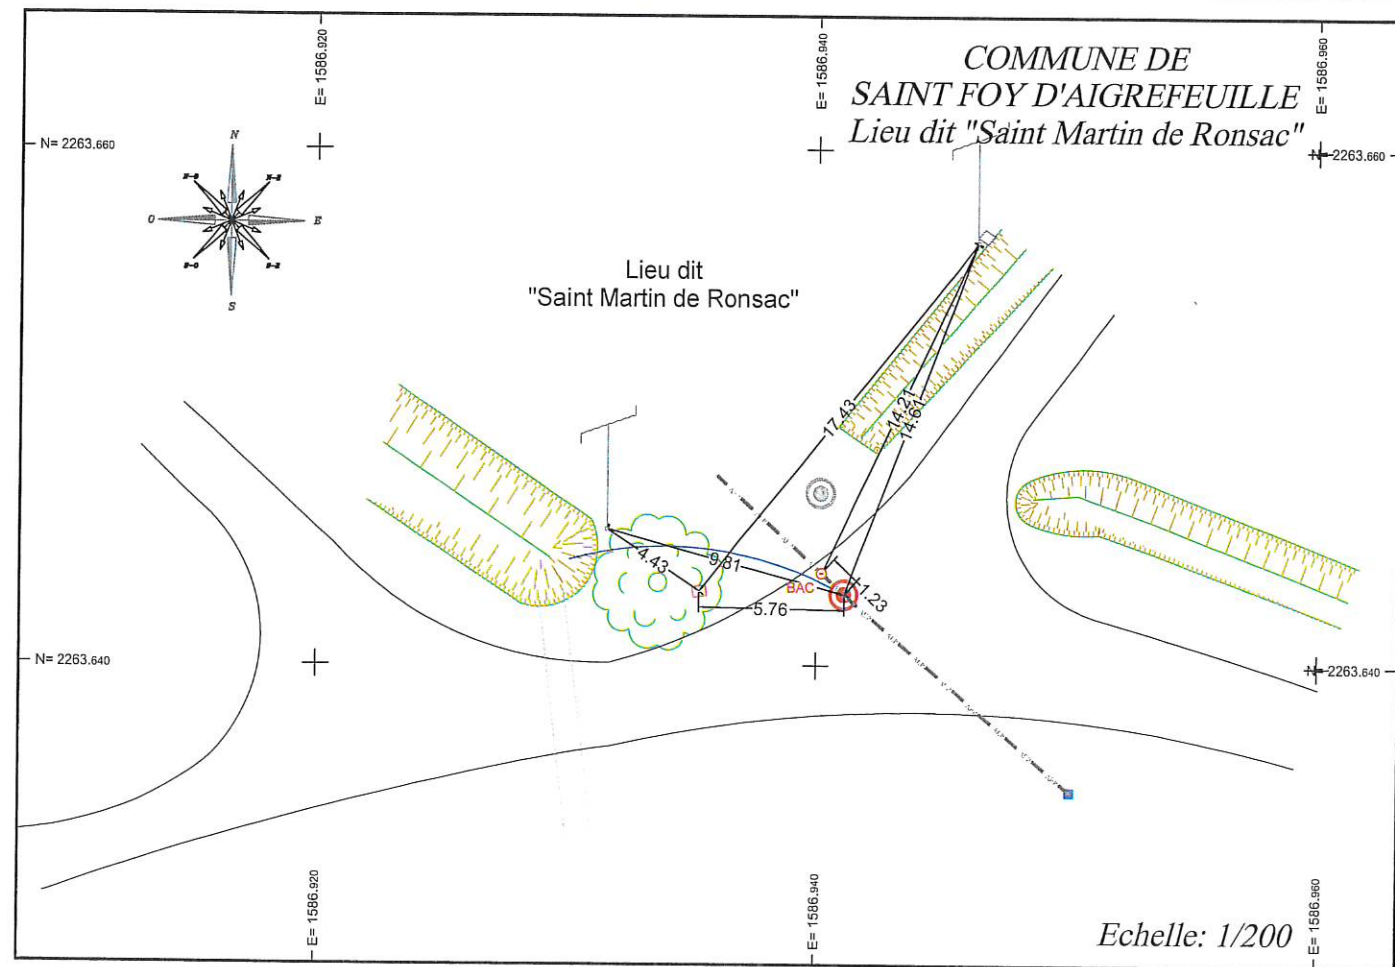 E= 1586.920
E= 1586.940
E= 1586.960
COMMUNE DE
SAINT FOY D'AIGREFEUILLE
Lieu dit "Saint Martin de Ronsac"
N= 2263.660
N= 2263.660
N
O
E
S
Lieu dit
"Saint Martin de Ronsac"
17.43
14.21
14.61
4.43
9.81
BAC
1.23
5.76
N= 2263.640
N= 2263.640
E= 1586.920
E= 1586.940
E= 1586.960
Echelle: 1/200